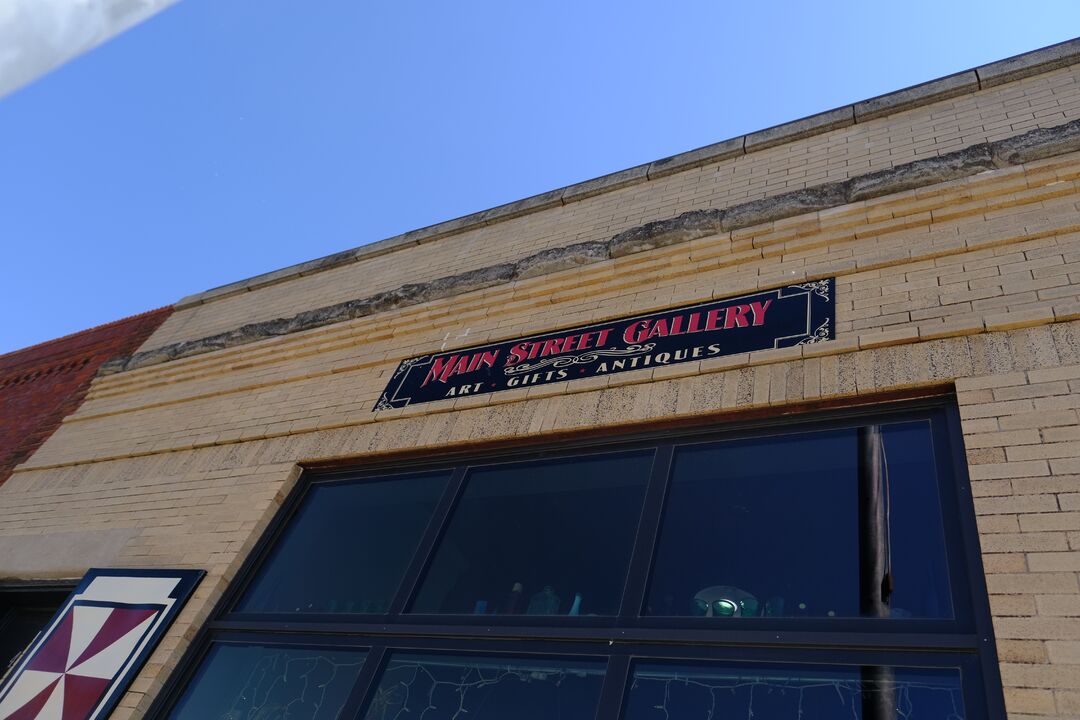 MAIN STREET GALLERY
ART · GIFTS · ANTIQUES